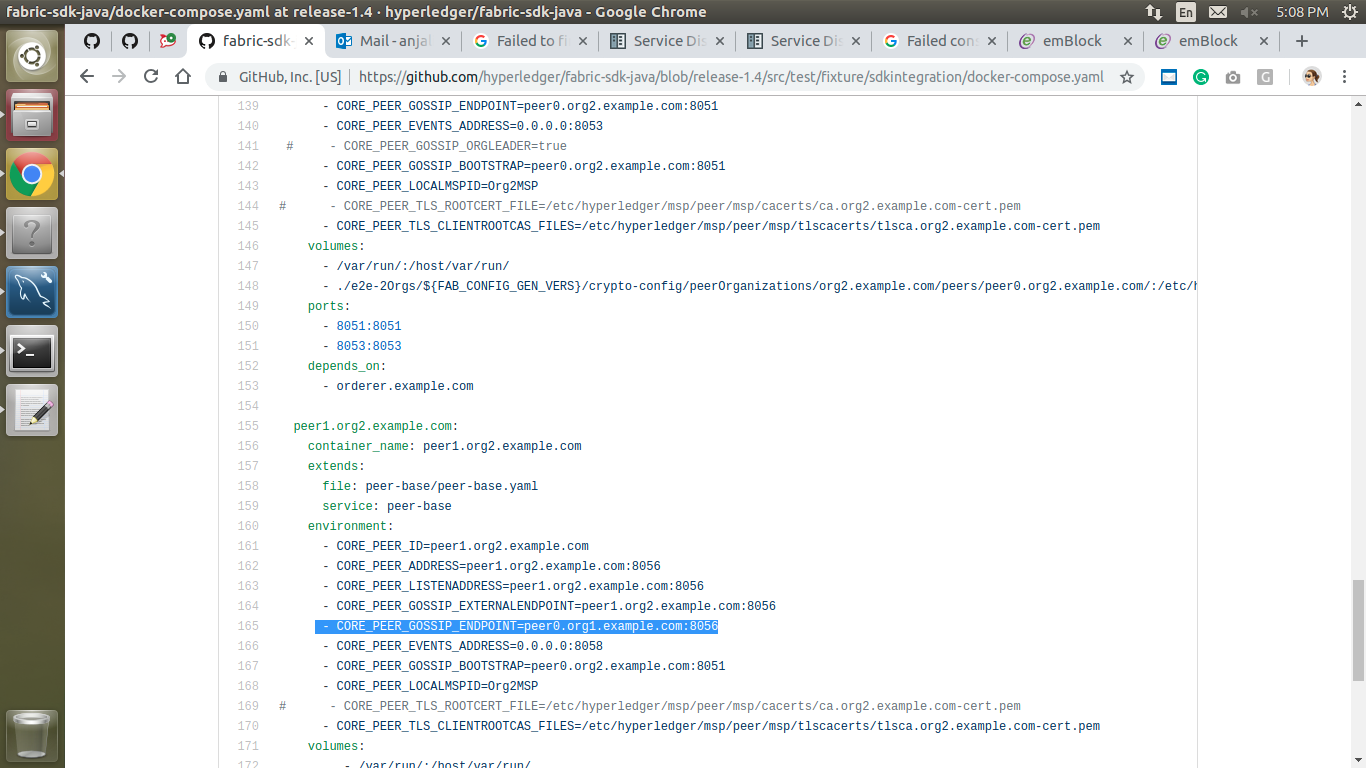 fabric-sdk-java/docker-compose.yaml at release-1.4 · hyperledger/fabric-sdk-java - Google Chrome
En
5:08 PM
fabric-sdk-
Mail - anjal
Failed to fi
Service Dis
Service Dis
Failed con
emBlock
emBlock
GitHub, Inc. [US]
https://github.com/hyperledger/fabric-sdk-java/blob/release-1.4/src/test/fixture/sdkintegration/docker-compose.yaml
139 - CORE_PEER_GOSSIP_ENDPOINT=peer0.org2.example.com:8051
140 - CORE_PEER_EVENTS_ADDRESS=0.0.0.0:8053
141 # - CORE_PEER_GOSSIP_ORGLEADER=true
142 - CORE_PEER_GOSSIP_BOOTSTRAP=peer0.org2.example.com:8051
143 - CORE_PEER_LOCALMSPID=Org2MSP
144 # - CORE_PEER_TLS_ROOTCERT_FILE=/etc/hyperledger/msp/peer/msp/cacerts/ca.org2.example.com-cert.pem
145 - CORE_PEER_TLS_CLIENTROOTCAS_FILES=/etc/hyperledger/msp/peer/msp/tlscacerts/tlsca.org2.example.com-cert.pem
146 volumes:
147 - /var/run/:/host/var/run/
148 - ./e2e-2Orgs/${FAB_CONFIG_GEN_VERS}/crypto-config/peerOrganizations/org2.example.com/peers/peer0.org2.example.com/:/etc/h
149 ports:
150 - 8051:8051
151 - 8053:8053
152 depends_on:
153 - orderer.example.com
154
155 peer1.org2.example.com:
156 container_name: peer1.org2.example.com
157 extends:
158 file: peer-base/peer-base.yaml
159 service: peer-base
160 environment:
161 - CORE_PEER_ID=peer1.org2.example.com
162 - CORE_PEER_ADDRESS=peer1.org2.example.com:8056
163 - CORE_PEER_LISTENADDRESS=peer1.org2.example.com:8056
164 - CORE_PEER_GOSSIP_EXTERNALENDPOINT=peer1.org2.example.com:8056
165 - CORE_PEER_GOSSIP_ENDPOINT=peer0.org1.example.com:8056
166 - CORE_PEER_EVENTS_ADDRESS=0.0.0.0:8058
167 - CORE_PEER_GOSSIP_BOOTSTRAP=peer0.org2.example.com:8051
168 - CORE_PEER_LOCALMSPID=Org2MSP
169 # - CORE_PEER_TLS_ROOTCERT_FILE=/etc/hyperledger/msp/peer/msp/cacerts/ca.org2.example.com-cert.pem
170 - CORE_PEER_TLS_CLIENTROOTCAS_FILES=/etc/hyperledger/msp/peer/msp/tlscacerts/tlsca.org2.example.com-cert.pem
171 volumes:
172 - /var/run/:/host/var/run/